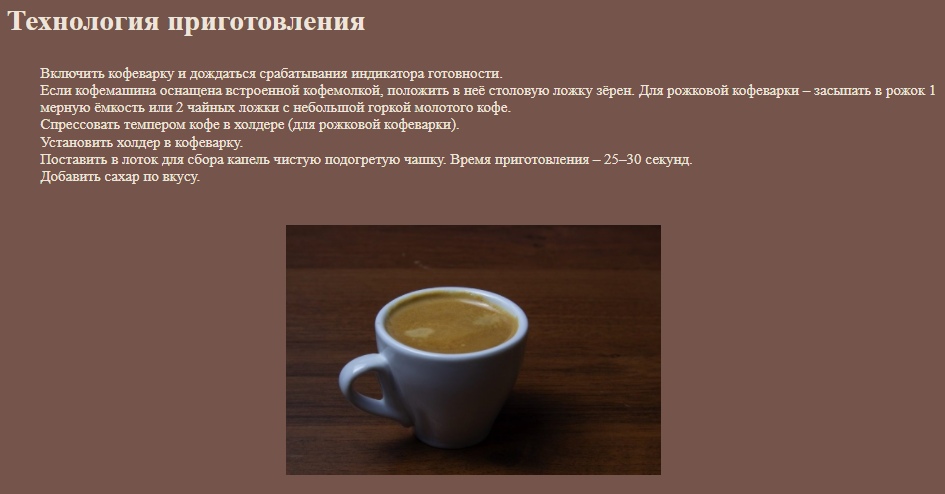 Технология приготовления
Включить кофеварку и дождаться срабатывания индикатора готовности.
Если кофемашина оснащена встроенной кофемолкой, положить в неё столовую ложку зёрен. Для рожковой кофеварки – засыпать в рожок 1
мерную ёмкость или 2 чайных ложки с небольшой горкой молотого кофе.
Спрессовать темпером кофе в холдере (для рожковой кофеварки).
Установить холдер в кофеварку.
Поставить в лоток для сбора капель чистую подогретую чашку. Время приготовления – 25–30 секунд.
Добавить сахар по вкусу.